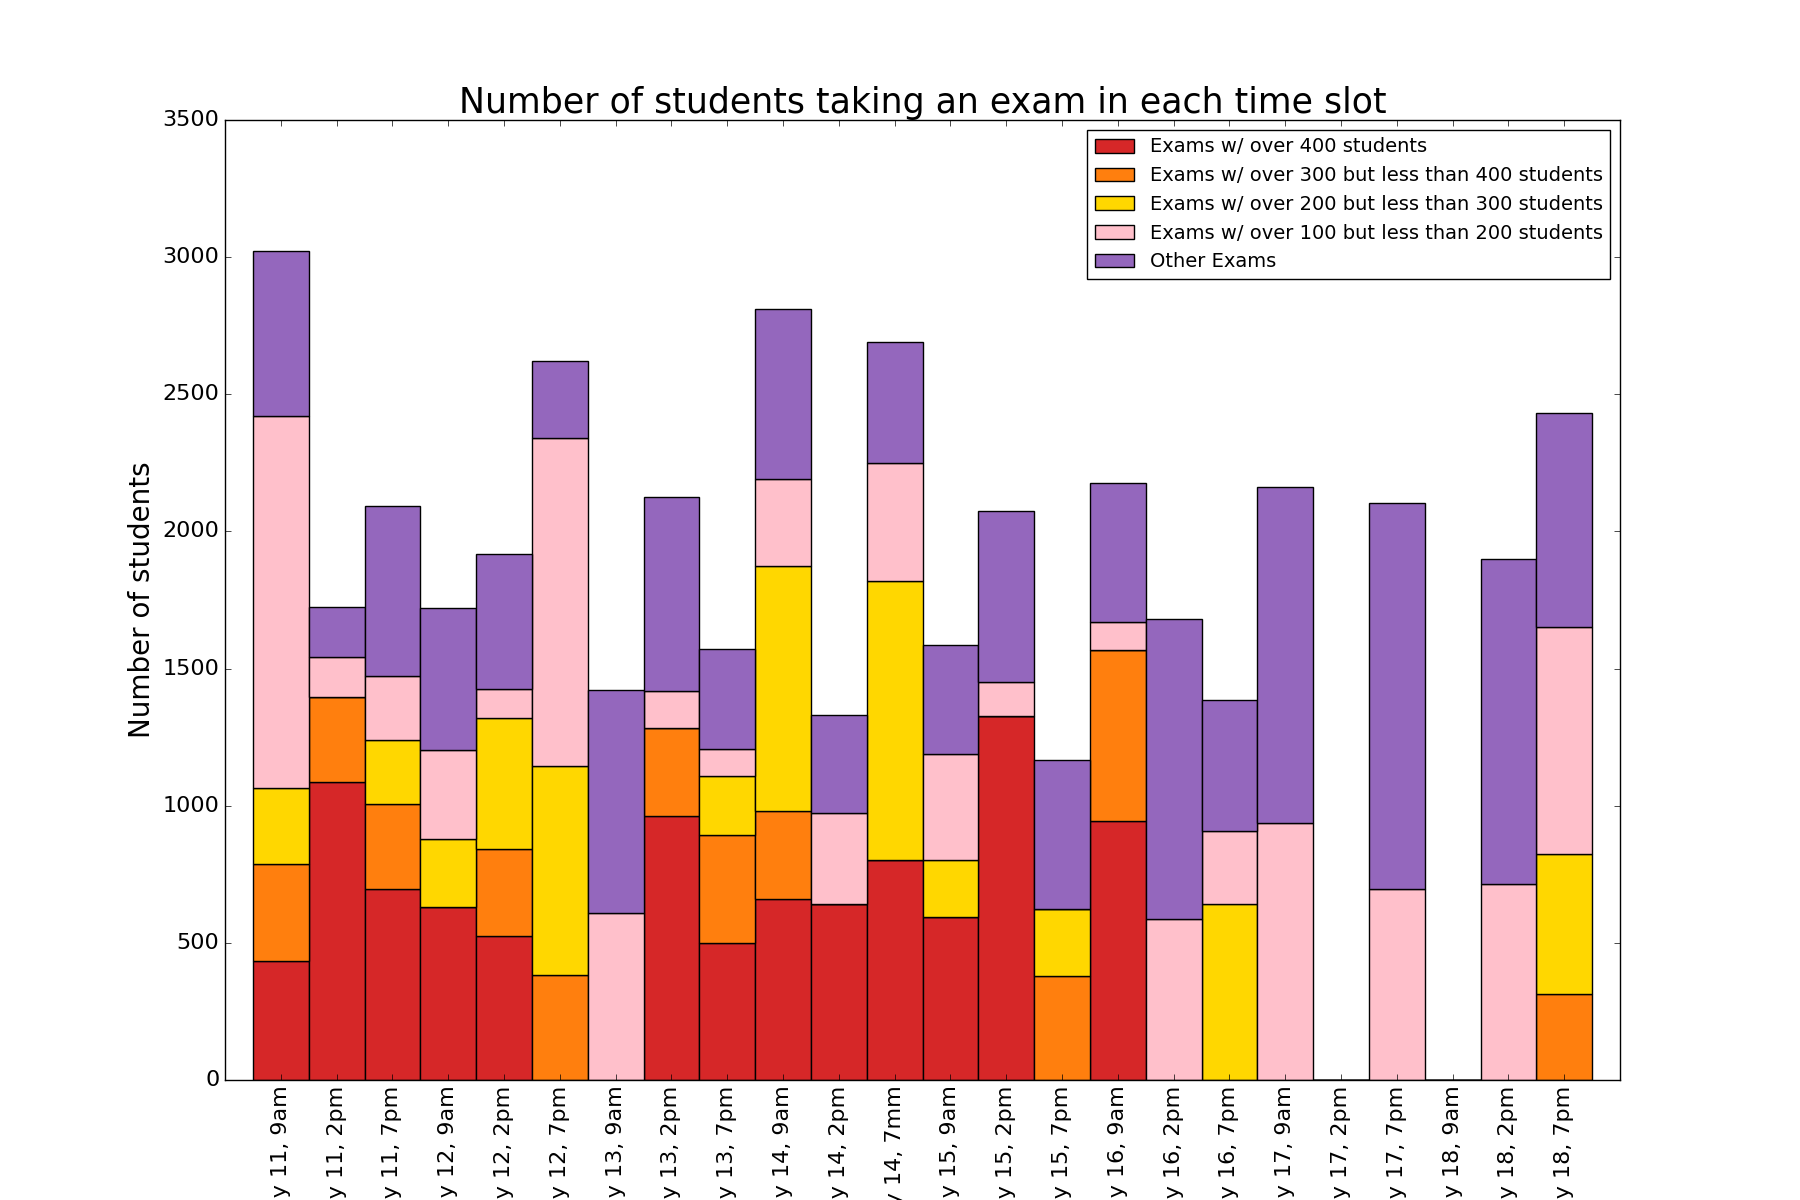 Number of students taking an exam in each time slot
Number of students
3500
3000
2500
2000
1500
1000
500
0
Exams w/ over 400 students
Exams w/ over 300 but less than 400 students
Exams w/ over 200 but less than 300 students
Exams w/ over 100 but less than 200 students
Other Exams
y 11, 9am
y 11, 2pm
y 11, 7pm
y 12, 9am
y 12, 2pm
y 12, 7pm
y 13, 9am
y 13, 2pm
y 13, 7pm
y 14, 9am
y 14, 2pm
y 14, 7mm
y 15, 9am
y 15, 2pm
y 15, 7pm
y 16, 9am
y 16, 2pm
y 16, 7pm
y 17, 9am
y 17, 2pm
y 17, 7pm
y 18, 9am
y 18, 2pm
y 18, 7pm